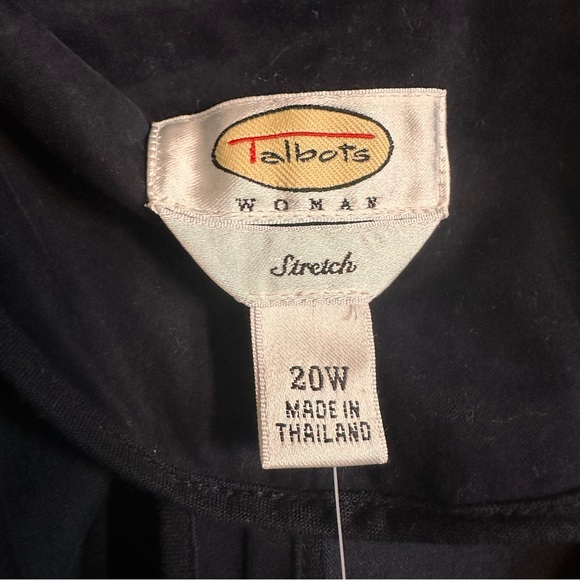 Talbots
WOMAN
Stretch
20W
MADE IN
THAILAND